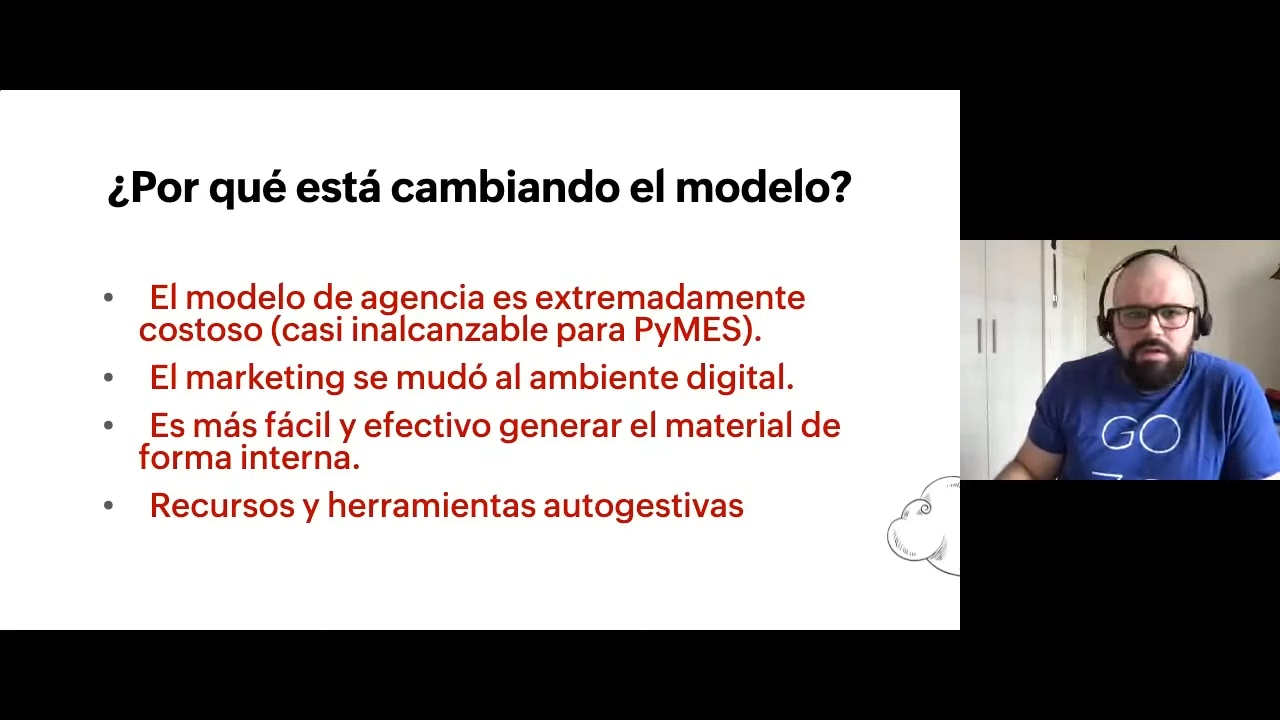 ¿Por qué está cambiando el modelo?
• El modelo de agencia es extremadamente
costoso (casi inalcanzable para PyMES).
• El marketing se mudó al ambiente digital.
• Es más fácil y efectivo generar el material de
forma interna.
• Recursos y herramientas autogestivas
GO